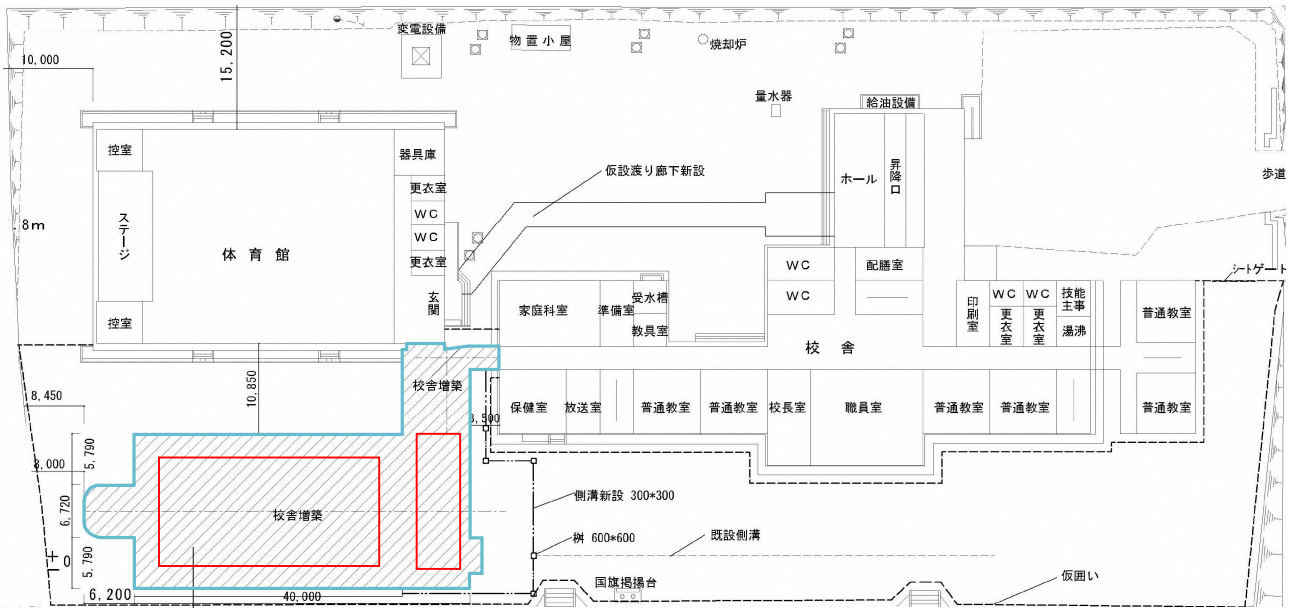 変電設備
物置小屋
焼却炉
10,000
15,200
量水器
給油設備
控室
器具庫
仮設渡り廊下新設
ホール
昇降口
歩道
更衣室
WC
ステージ
.8m
体育館
WC
更衣室
WC
配膳室
シートゲート
玄関
家庭科室
準備室
受水槽
WC
印刷室
WC
WC
技能主事
普通教室
控室
教具室
校舎
更衣室
更衣室
湯沸
校舎増築
10,850
8,450
保健室
放送室
普通教室
普通教室
校長室
職員室
普通教室
普通教室
普通教室
3,500
5,790
8,000
6,720
側溝新設 300*300
校舎増築
桝 600*600
既設側溝
±0
5,790
国旗掲揚台
仮囲い
6,200
40,000